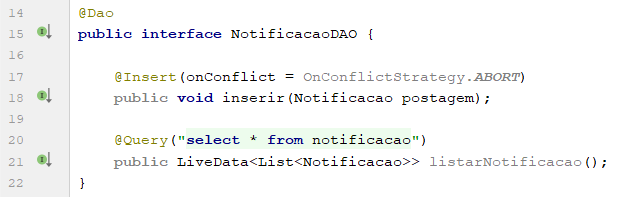 14 @Dao
15 public interface NotificacaoDAO {
16
17 @Insert(onConflict = OnConflictStrategy.ABORT)
18 public void inserir(Notificacao postagem);
19
20 @Query("select * from notificacao")
21 public LiveData<List<Notificacao>> listarNotificacao();
22 }